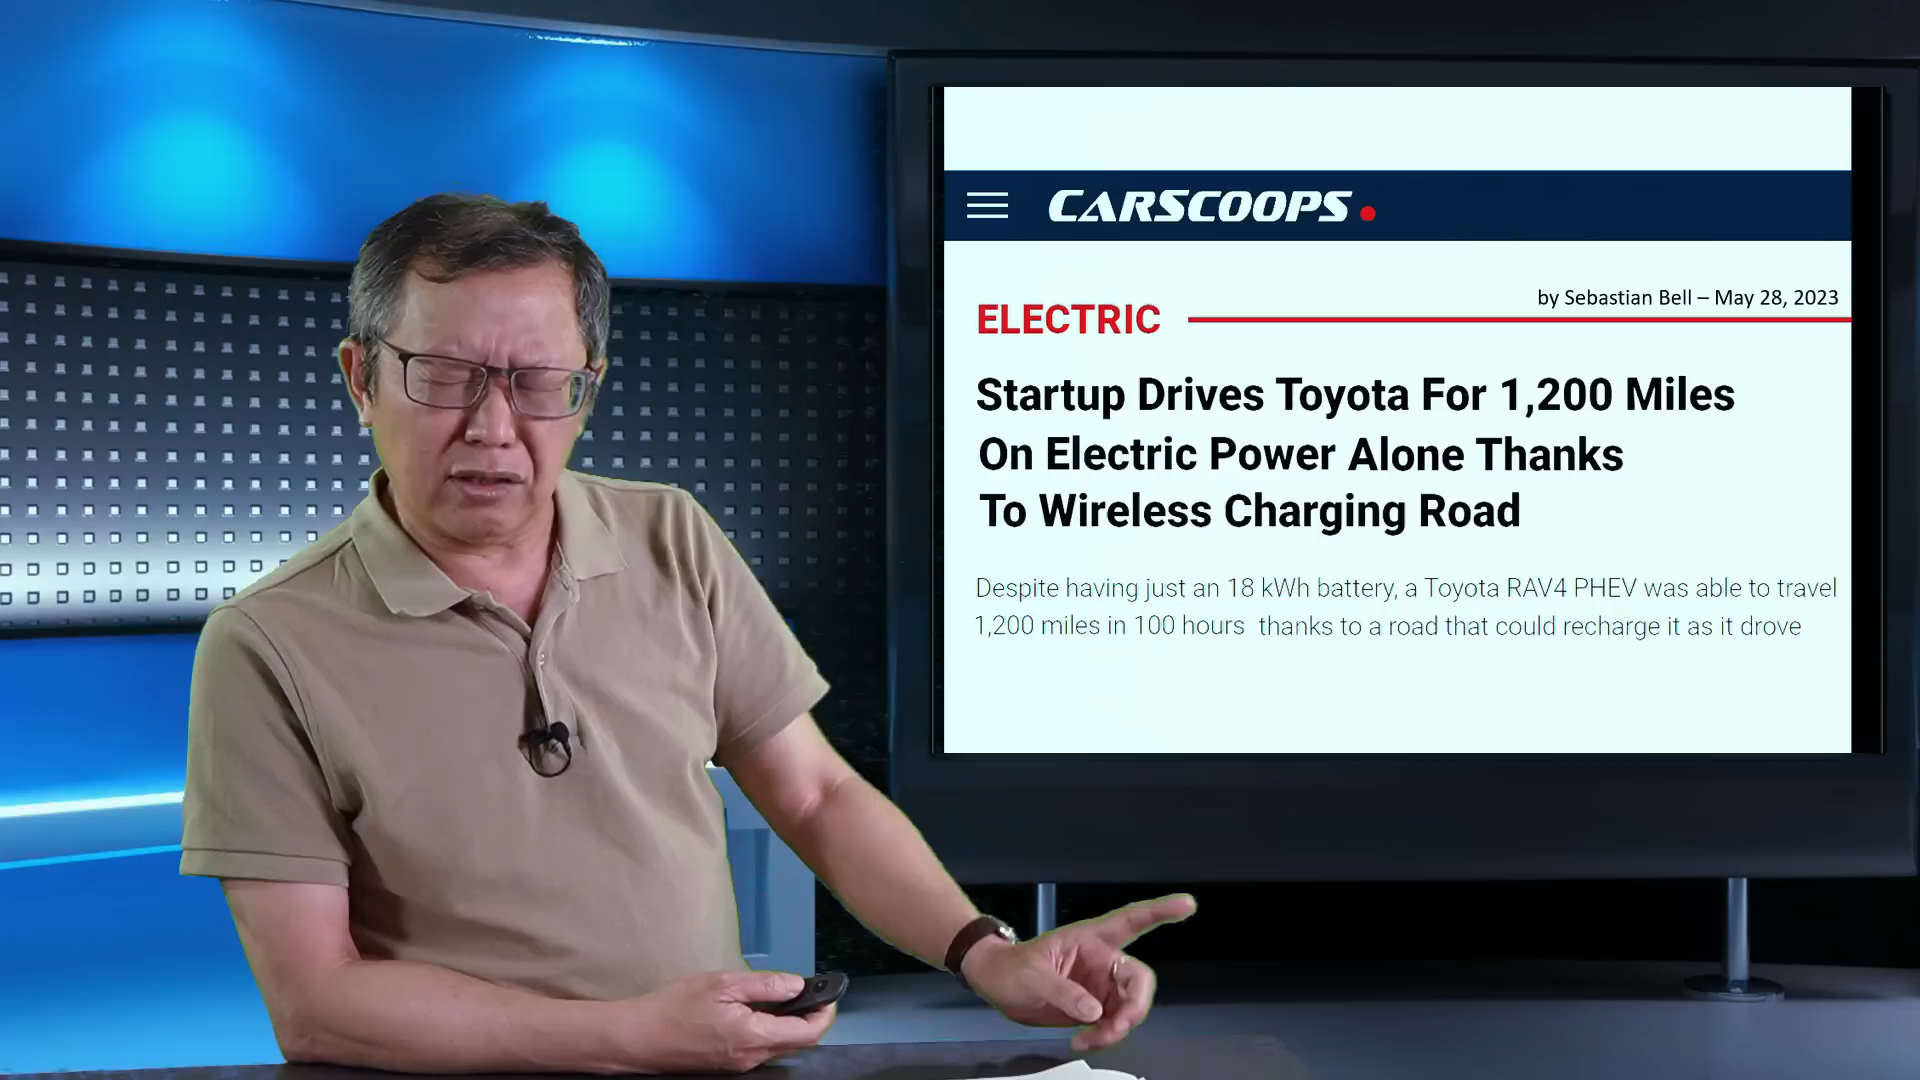 CARSCOOPS
by Sebastian Bell – May 28, 2023
ELECTRIC
Startup Drives Toyota For 1,200 Miles
On Electric Power Alone Thanks
To Wireless Charging Road
Despite having just an 18 kWh battery, a Toyota RAV4 PHEV was able to travel
1,200 miles in 100 hours thanks to a road that could recharge it as it drove